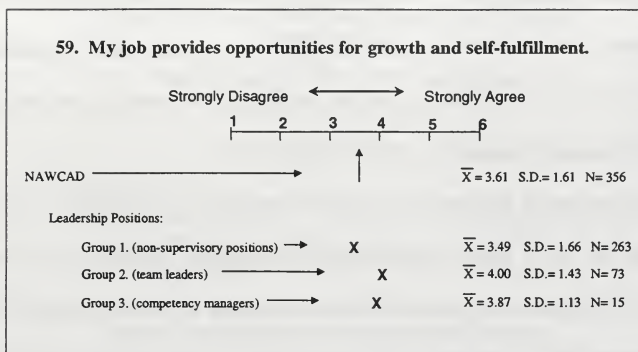 59. My job provides opportunities for growth and self-fulfillment.
Strongly Disagree Strongly Agree
1 2 3 4 5 6
NAWCAD X̅ = 3.61 S.D.= 1.61 N= 356
Leadership Positions:
Group 1. (non-supervisory positions) X X̅ = 3.49 S.D.= 1.66 N= 263
Group 2. (team leaders) X X̅ = 4.00 S.D.= 1.43 N= 73
Group 3. (competency managers) X X̅ = 3.87 S.D.= 1.13 N= 15